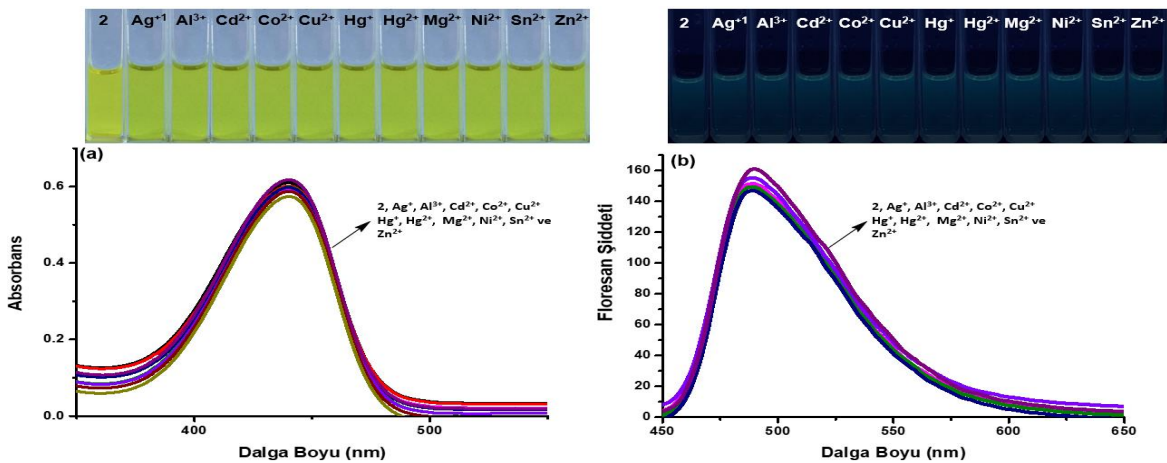 2 Ag⁺¹ Al³⁺ Cd²⁺ Co²⁺ Cu²⁺ Hg⁺ Hg²⁺ Mg²⁺ Ni²⁺ Sn²⁺ Zn²⁺
2 Ag⁺¹ Al³⁺ Cd²⁺ Co²⁺ Cu²⁺ Hg⁺ Hg²⁺ Mg²⁺ Ni²⁺ Sn²⁺ Zn²⁺
(a)
Absorbans
0.6
0.4
0.2
0.0
2, Ag⁺, Al³⁺, Cd²⁺, Co²⁺, Cu²⁺
Hg⁺, Hg²⁺, Mg²⁺, Ni²⁺, Sn²⁺ ve
Zn²⁺
400 500
Dalga Boyu (nm)
(b)
Floresan Şiddeti
160
140
120
100
80
60
40
20
0
2, Ag⁺, Al³⁺, Cd²⁺, Co²⁺, Cu²⁺
Hg⁺, Hg²⁺, Mg²⁺, Ni²⁺, Sn²⁺ ve
Zn²⁺
450 500 550 600 650
Dalga Boyu (nm)